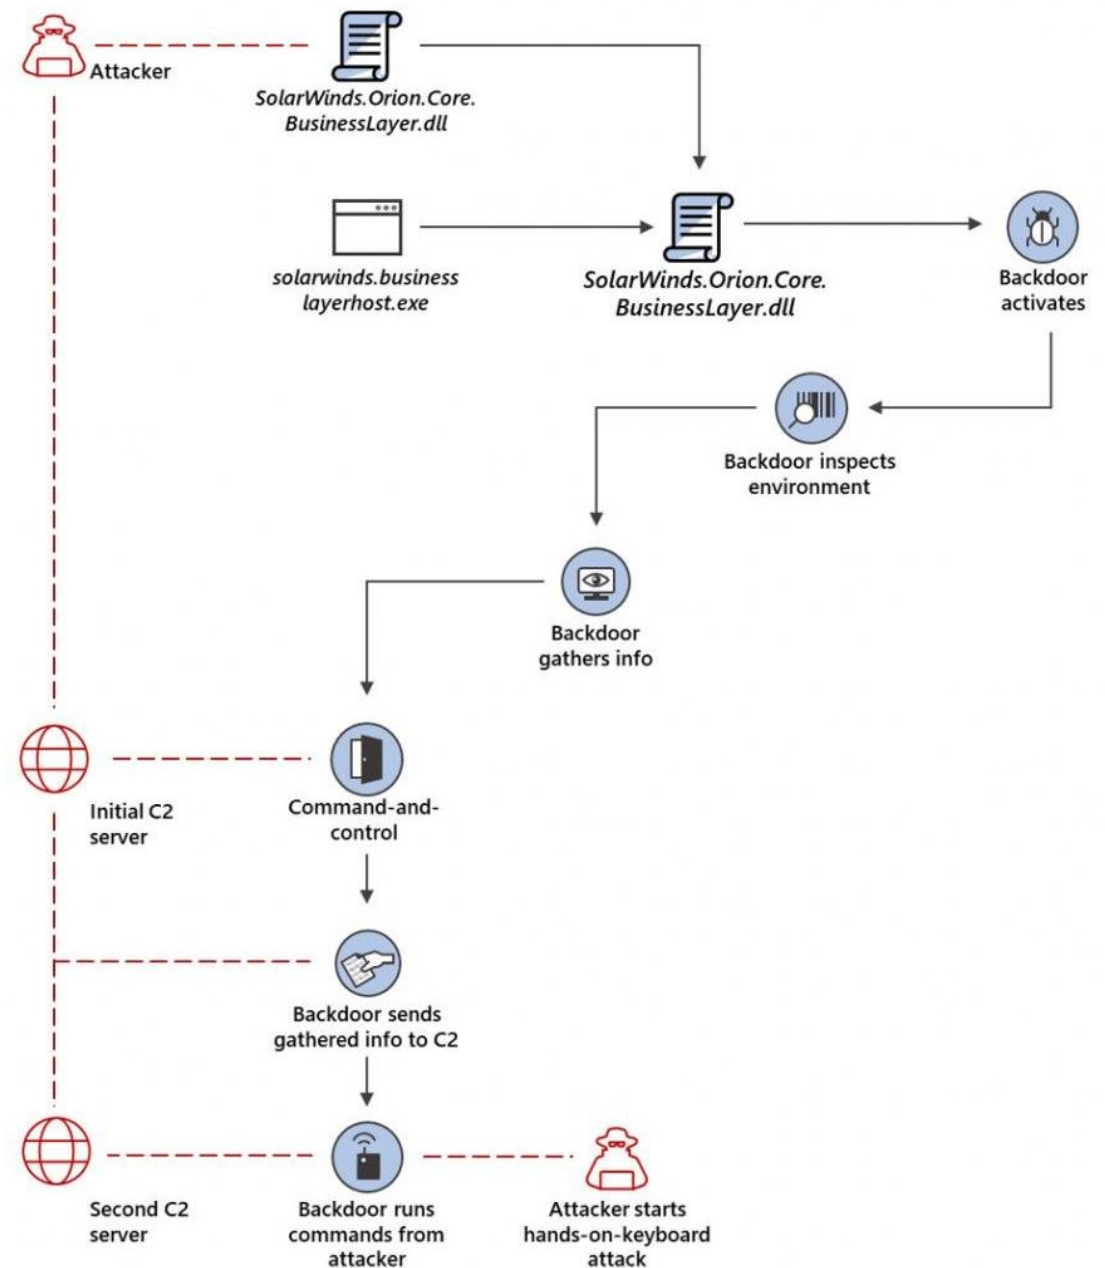 Attacker
SolarWinds.Orion.Core.
BusinessLayer.dll
solarwinds.business
layerhost.exe
SolarWinds.Orion.Core.
BusinessLayer.dll
Backdoor
activates
Backdoor inspects
environment
Backdoor
gathers info
Initial C2
server
Command-and-
control
Backdoor sends
gathered info to C2
Second C2
server
Backdoor runs
commands from
attacker
Attacker starts
hands-on-keyboard
attack